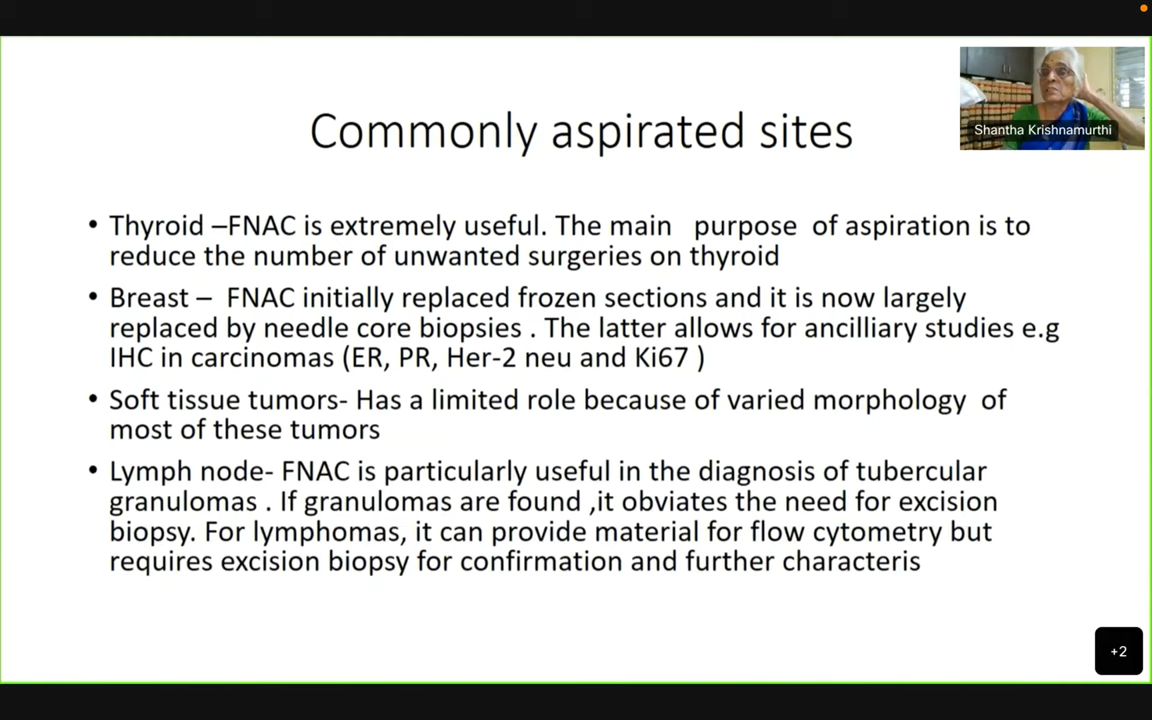 Shantha Krishnamurthi
Commonly aspirated sites
• Thyroid –FNAC is extremely useful. The main purpose of aspiration is to
reduce the number of unwanted surgeries on thyroid
• Breast – FNAC initially replaced frozen sections and it is now largely
replaced by needle core biopsies . The latter allows for ancilliary studies e.g
IHC in carcinomas (ER, PR, Her-2 neu and Ki67 )
• Soft tissue tumors- Has a limited role because of varied morphology of
most of these tumors
• Lymph node- FNAC is particularly useful in the diagnosis of tubercular
granulomas . If granulomas are found ,it obviates the need for excision
biopsy. For lymphomas, it can provide material for flow cytometry but
requires excision biopsy for confirmation and further characteris
+2